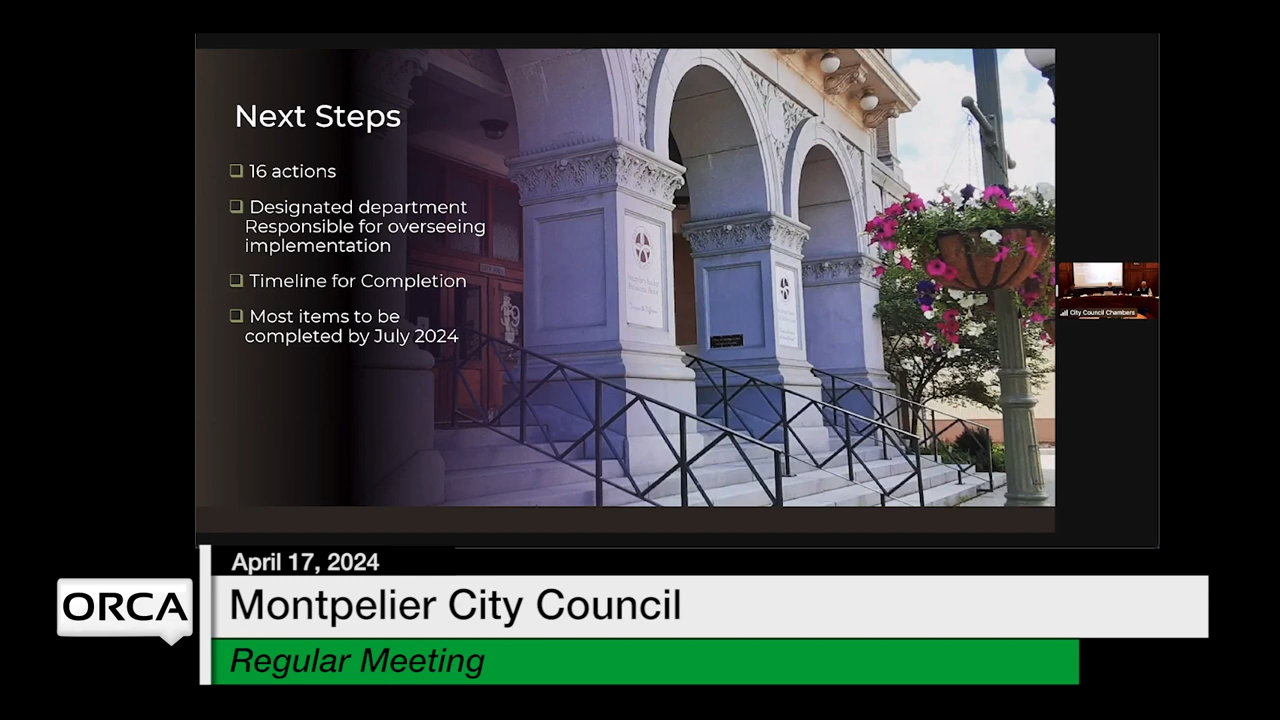 Next Steps
16 actions
Designated department
Responsible for overseeing
implementation
Timeline for Completion
Most items to be
completed by July 2024
City Council Chambers
April 17, 2024
ORCA
Montpelier City Council
Regular Meeting